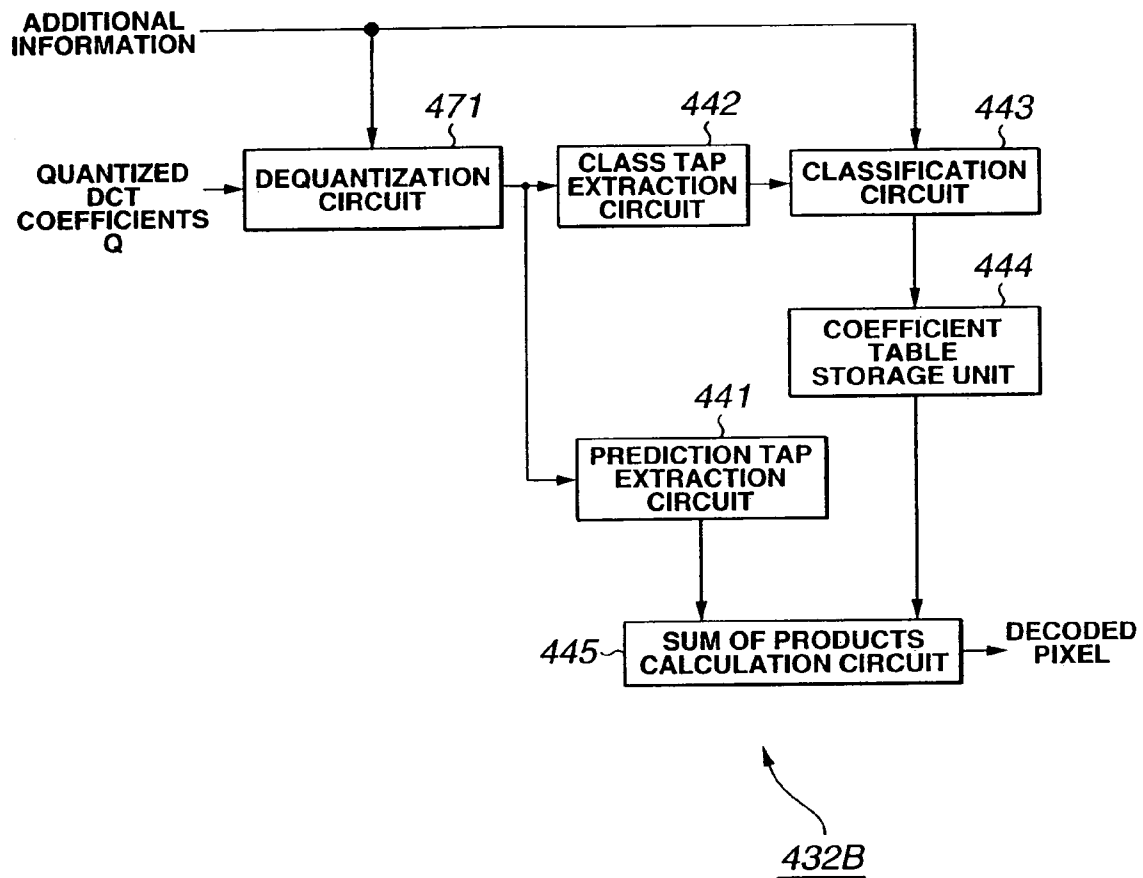 ADDITIONAL
INFORMATION
471
442
443
QUANTIZED
DCT
COEFFICIENTS
Q
DEQUANTIZATION
CIRCUIT
CLASS TAP
EXTRACTION
CIRCUIT
CLASSIFICATION
CIRCUIT
444
COEFFICIENT
TABLE
STORAGE UNIT
441
PREDICTION TAP
EXTRACTION
CIRCUIT
445
SUM OF PRODUCTS
CALCULATION CIRCUIT
DECODED
PIXEL
432B